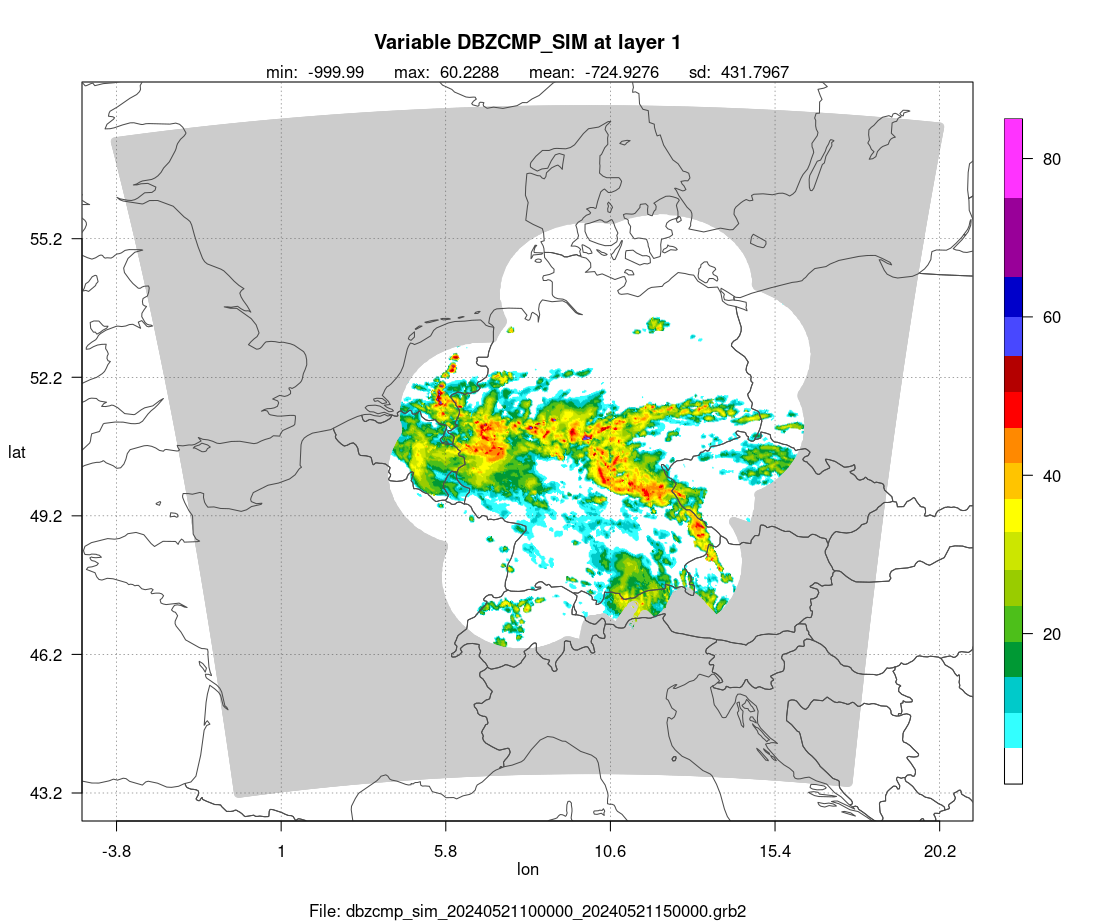 Variable DBZCMP_SIM at layer 1
min: -999.99 max: 60.2288 mean: -724.9276 sd: 431.7967
80
60
40
20
55.2
52.2
49.2
46.2
43.2
lat
-3.8 1 5.8 10.6 15.4 20.2
lon
File: dbzcmp_sim_20240521100000_20240521150000.grb2